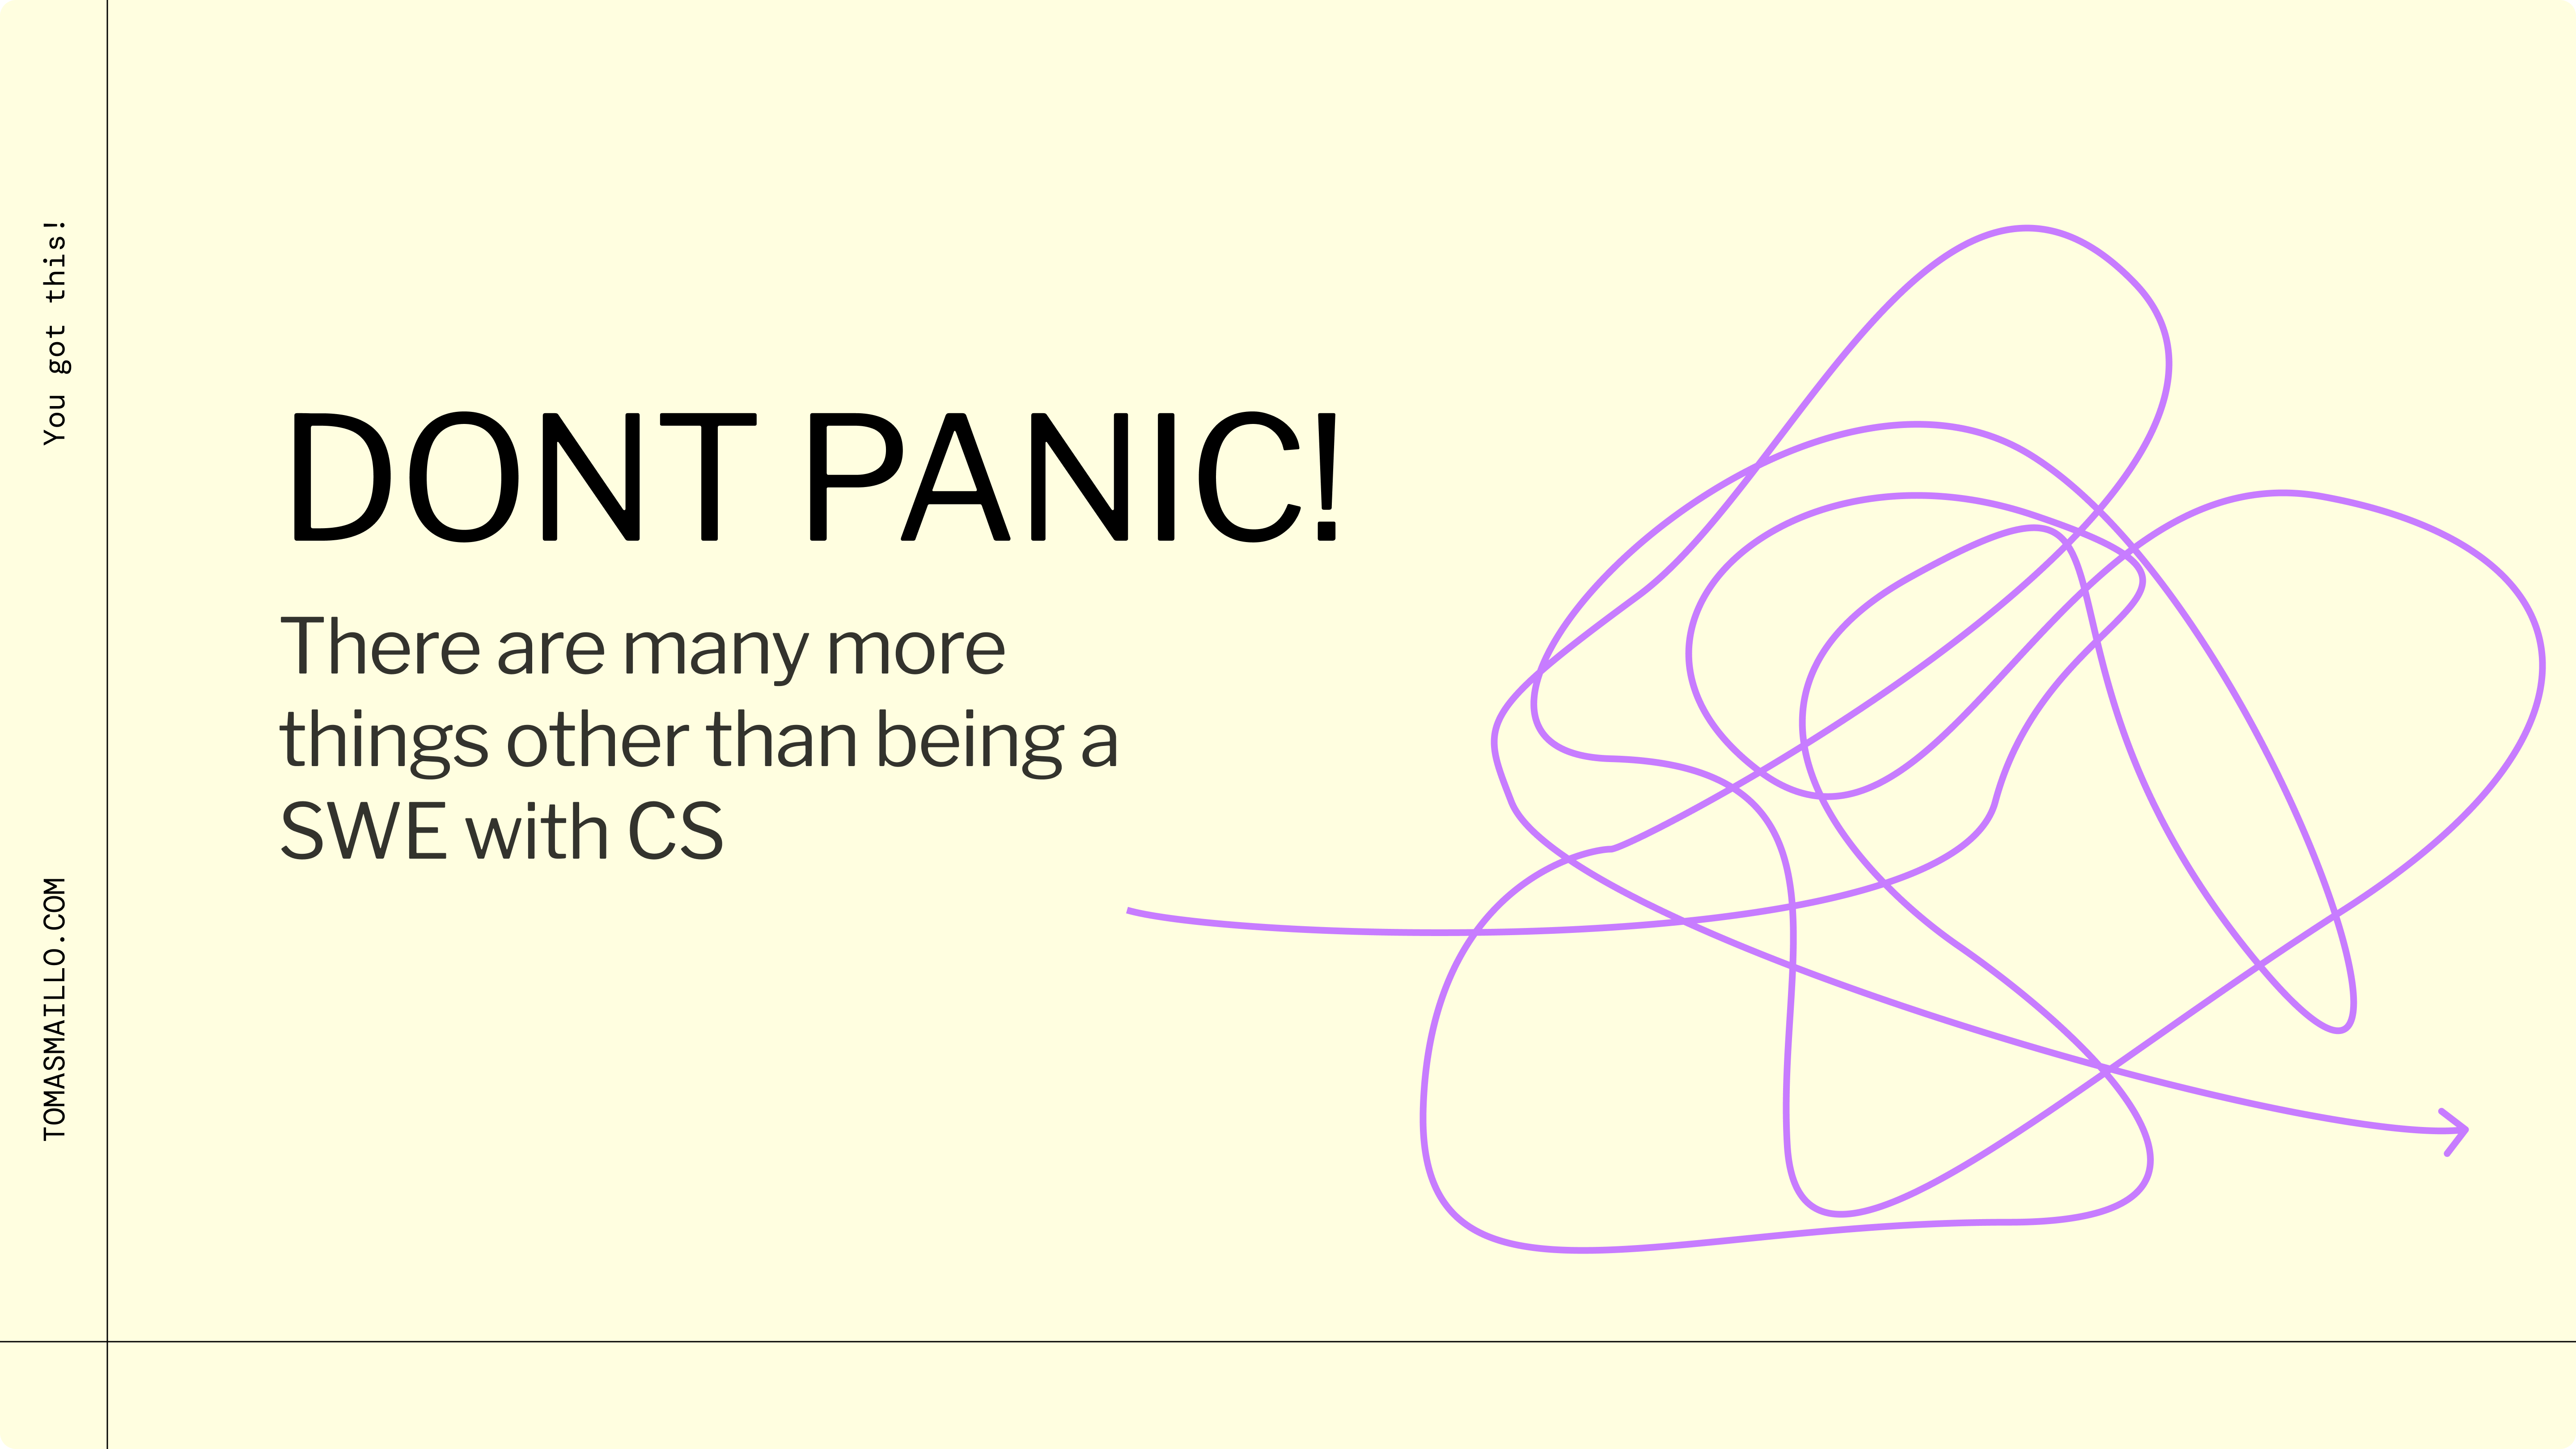 You got this!
DONT PANIC!
There are many more
things other than being a
SWE with CS
TOMASMAILLO.COM